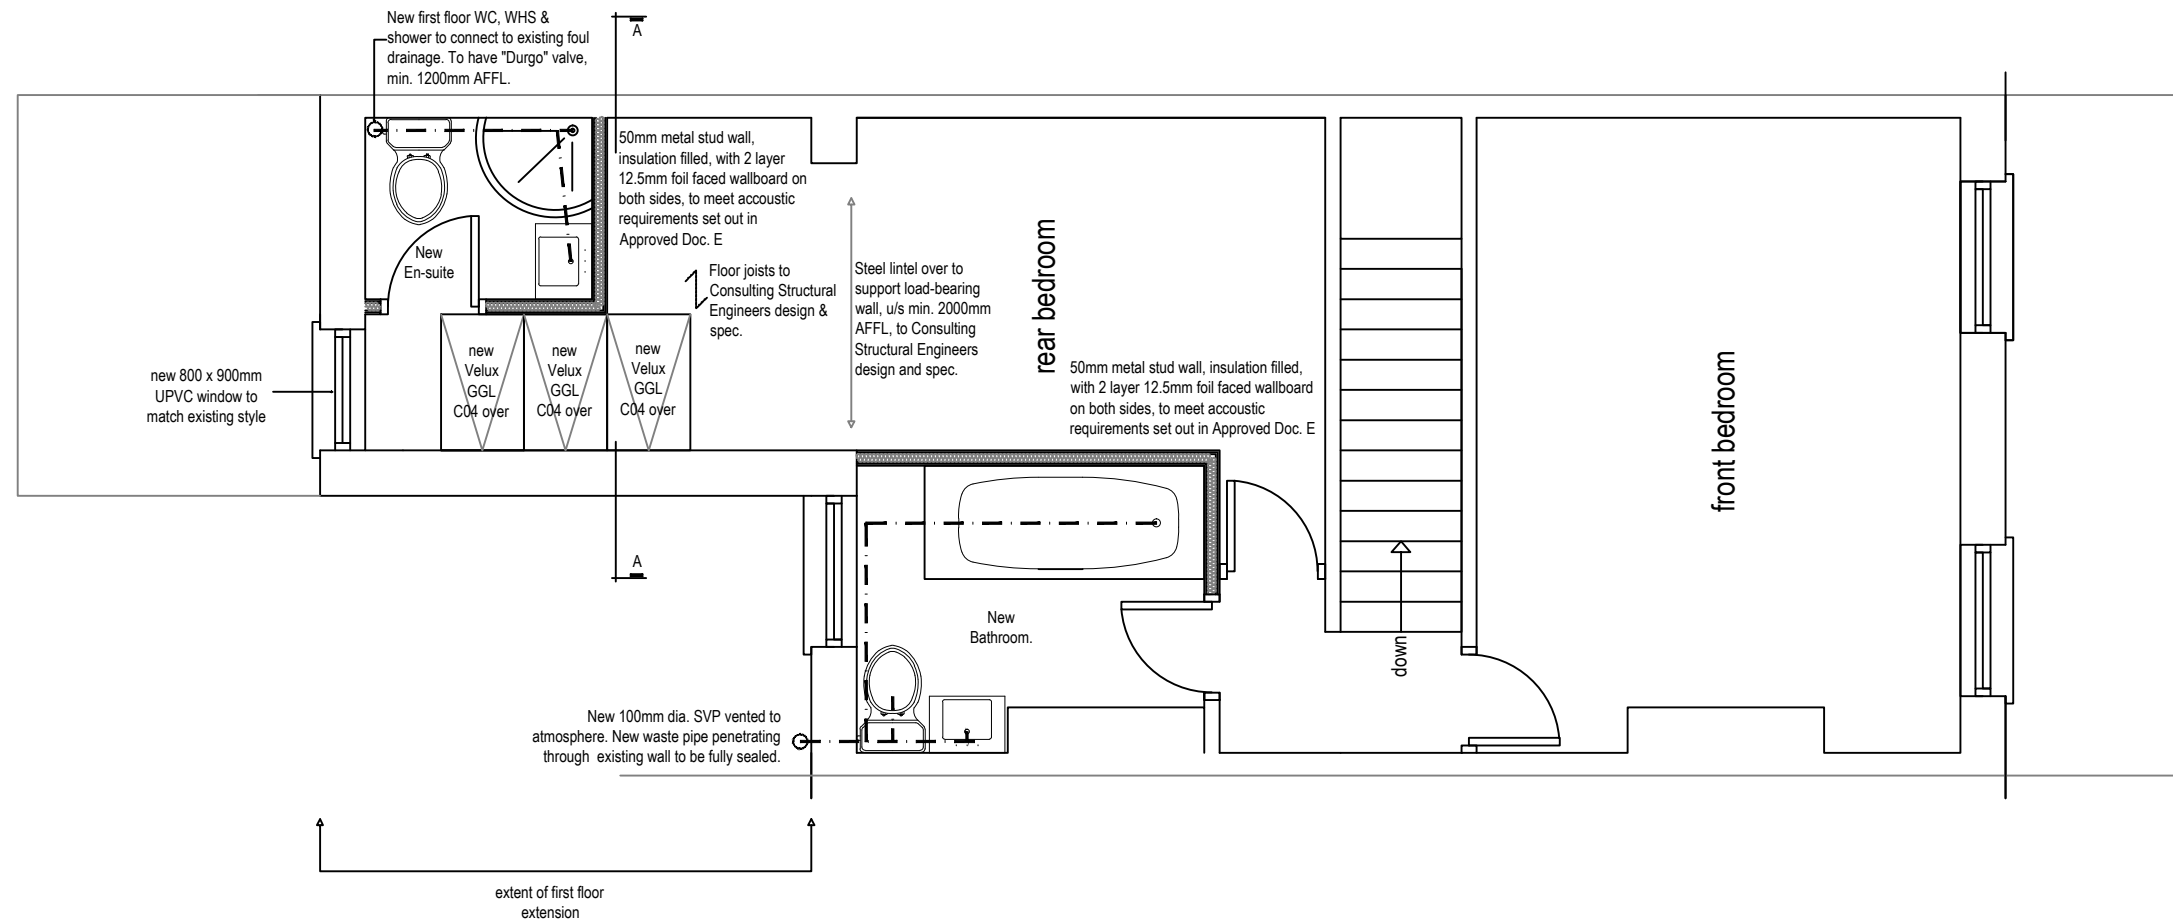 New first floor WC, WHS &
shower to connect to existing foul
drainage. To have "Durgo" valve,
min. 1200mm AFFL.
A
50mm metal stud wall,
insulation filled, with 2 layer
12.5mm foil faced wallboard on
both sides, to meet accoustic
requirements set out in
Approved Doc. E
New
En-suite
Floor joists to
Consulting Structural
Engineers design &
spec.
Steel lintel over to
support load-bearing
wall, u/s min. 2000mm
AFFL, to Consulting
Structural Engineers
design and spec.
rear bedroom
new 800 x 900mm
UPVC window to
match existing style
new
Velux
GGL
C04 over
new
Velux
GGL
C04 over
new
Velux
GGL
C04 over
50mm metal stud wall, insulation filled,
with 2 layer 12.5mm foil faced wallboard
on both sides, to meet accoustic
requirements set out in Approved Doc. E
front bedroom
A
New
Bathroom.
down
New 100mm dia. SVP vented to
atmosphere. New waste pipe penetrating
through existing wall to be fully sealed.
extent of first floor
extension